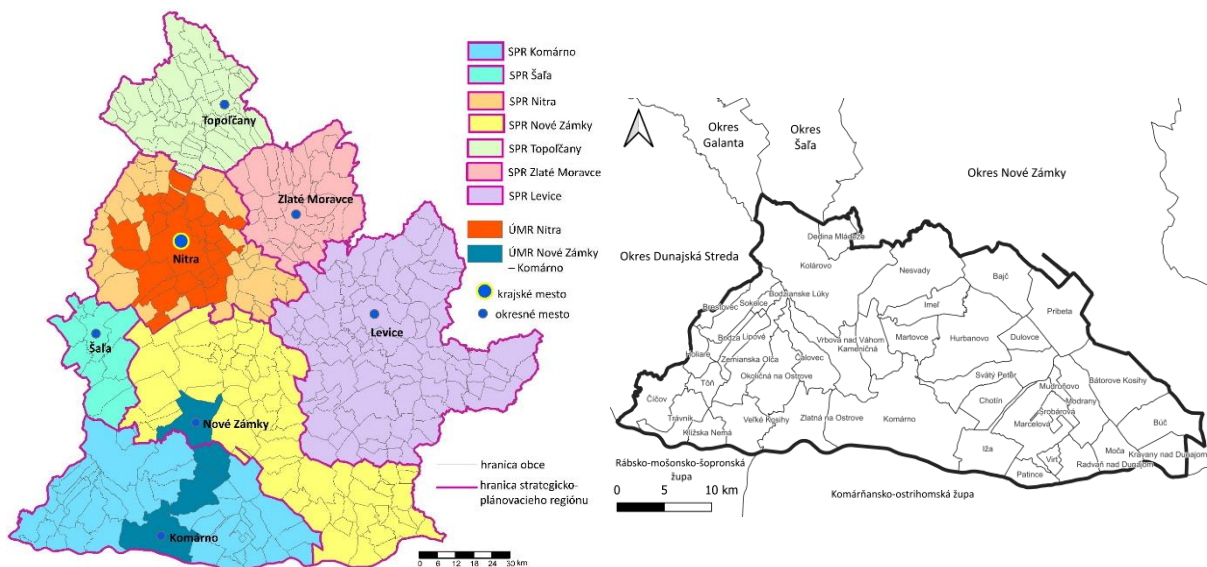 Topoľčany
Zlaté Moravce
Nitra
Šaľa
Levice
Nové Zámky
Komárno
SPR Komárno
SPR Šaľa
SPR Nitra
SPR Nové Zámky
SPR Topoľčany
SPR Zlaté Moravce
SPR Levice
ÚMR Nitra
ÚMR Nové Zámky
– Komárno
krajské mesto
okresné mesto
hranica obce
hranica strategicko-
plánovacieho regiónu
0 6 12 18 24 30 km
Okres
Galanta
Okres
Šaľa
Okres Nové Zámky
Okres Dunajská Streda
Dedina Mládeže
Kolárovo
Nesvady
Bajč
Bodzianske Lúky
Brestovec
Sokolce
Imeľ
Pribeta
Bodza
Lipové
Vrbová nad Váhom
Martovce
Hurbanovo
Dulovce
Holiare
Zemianska Olča
Čalovec
Kameničná
Tôň
Okoličná na Ostrove
Svätý Peter
Mudroňovo
Bátorove Kosihy
Číčov
Chotín
Modrany
Trávnik
Veľké Kosihy
Zlatná na Ostrove
Komárno
Šrobárová
Marcelová
Búč
Klížska Nemá
Iža
Virt
Moča
Kravany nad Dunajom
Radvaň nad Dunajom
Patince
Rábsko-mošonsko-šopronská
župa
Komárňansko-ostrihomská župa
0 5 10 km